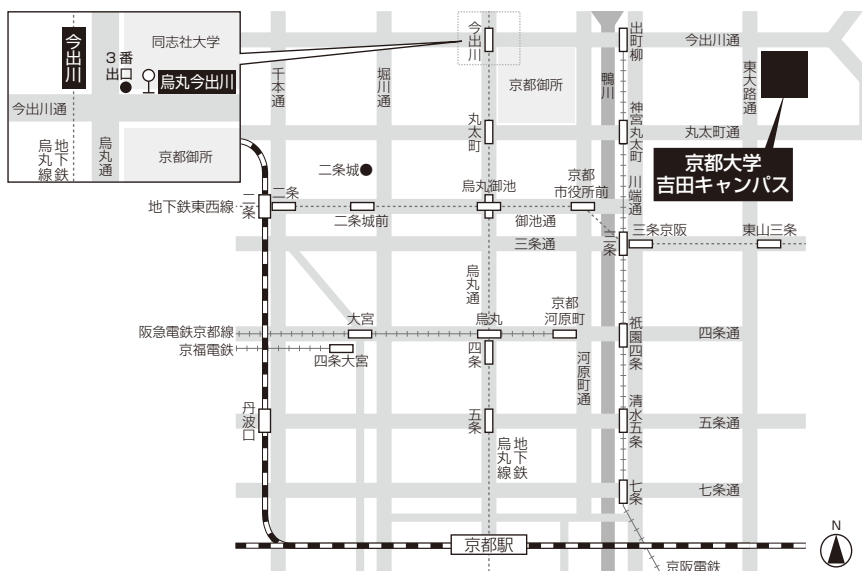 今出川
3番出口
同志社大学
烏丸今出川
今出川通
地下鉄烏丸線
烏丸通
京都御所
千本通
堀川通
今出川
京都御所
鴨川
出町柳
今出川通
東大路通
丸太町
神宮丸太町
丸太町通
京都大学
吉田キャンパス
二条城
烏丸御池
京都
市役所前
川端通
地下鉄東西線
二条
二条
二条城前
御池通
三条通
三条
三条京阪
東山三条
烏丸通
阪急電鉄京都線
大宮
烏丸
京都
河原町
祇園四条
四条通
京福電鉄
四条大宮
四条
河原町通
丹波口
五条
清水五条
五条通
地下鉄
烏丸線
七条
七条通
京都駅
京阪電鉄
N